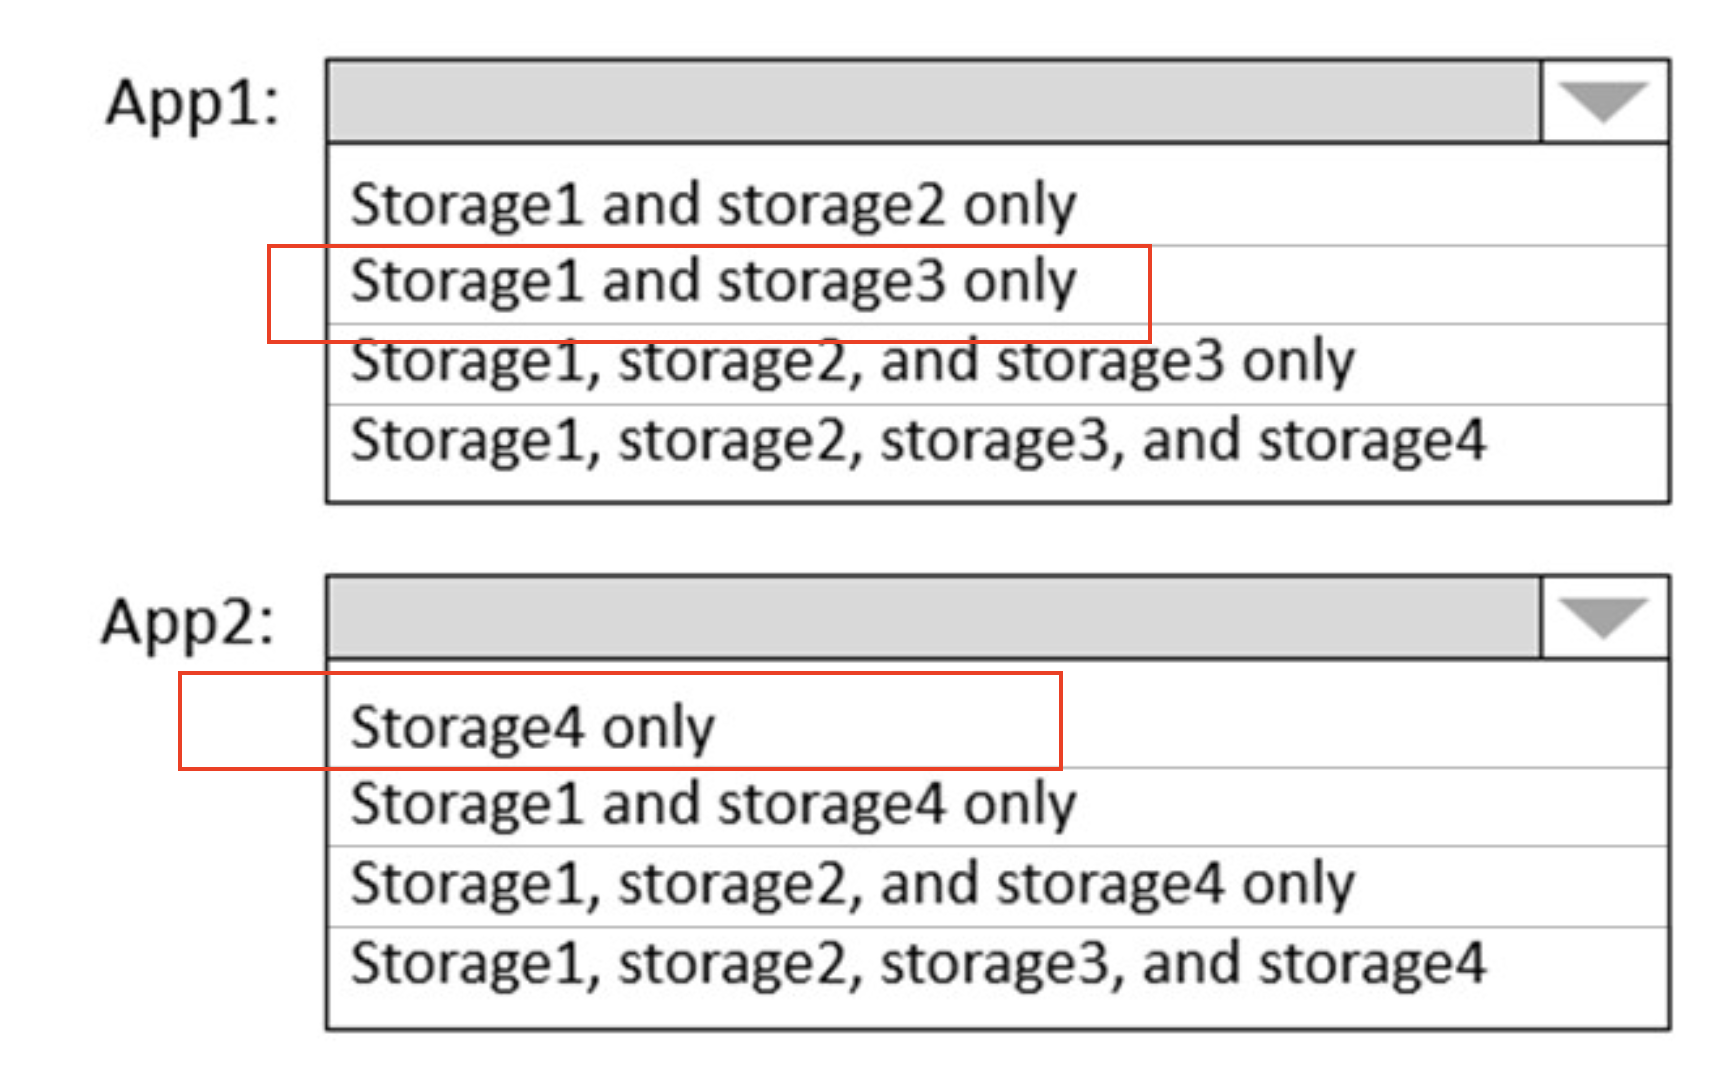 App1:
Storage1 and storage2 only
Storage1 and storage3 only
Storage1, storage2, and storage3 only
Storage1, storage2, storage3, and storage4
App2:
Storage4 only
Storage1 and storage4 only
Storage1, storage2, and storage4 only
Storage1, storage2, storage3, and storage4